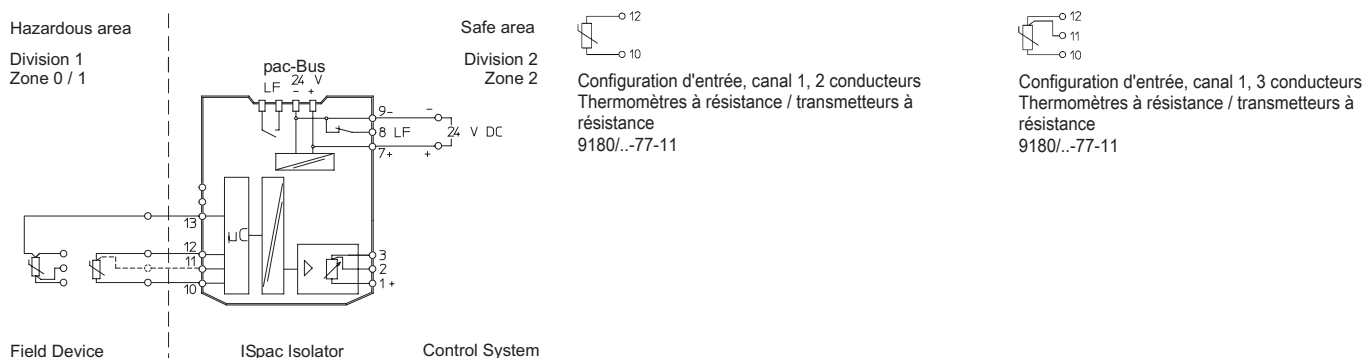 Hazardous area
Safe area
Division 1
Zone 0 / 1
Division 2
Zone 2
pac-Bus
LF 24 V
- +
9-
-
8 LF
24 V DC
7+
+
13
µC
12
11
10
3
2
1+
Field Device
ISpac Isolator
Control System
12
10
Configuration d'entrée, canal 1, 2 conducteurs
Thermomètres à résistance / transmetteurs à
résistance
9180/..-77-11
12
11
10
Configuration d'entrée, canal 1, 3 conducteurs
Thermomètres à résistance / transmetteurs à
résistance
9180/..-77-11